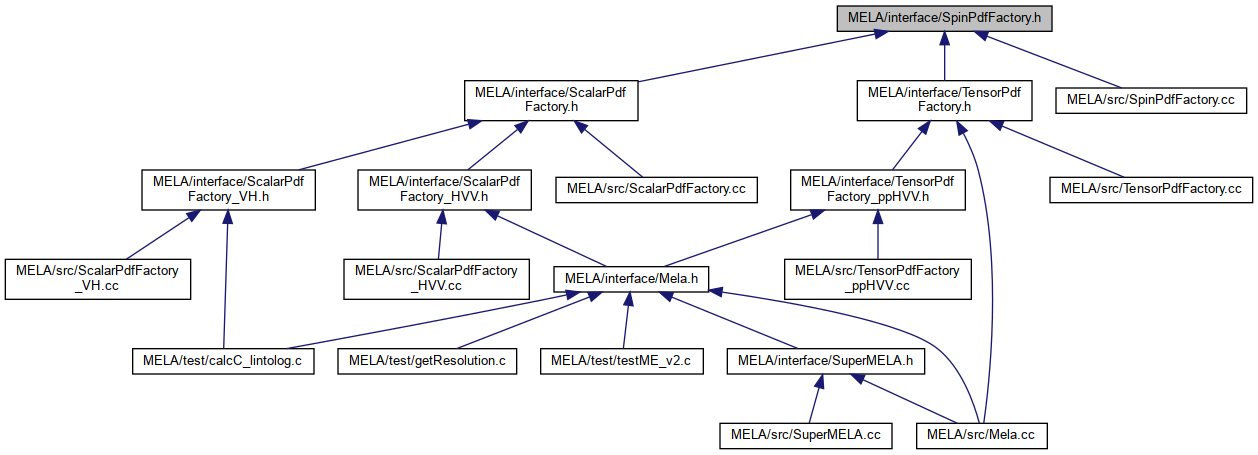 MELA/interface/SpinPdfFactory.h
MELA/interface/ScalarPdf
Factory.h
MELA/interface/TensorPdf
Factory.h
MELA/src/SpinPdfFactory.cc
MELA/interface/ScalarPdf
Factory_VH.h
MELA/interface/ScalarPdf
Factory_HVV.h
MELA/src/ScalarPdfFactory.cc
MELA/interface/TensorPdf
Factory_ppHVV.h
MELA/src/TensorPdfFactory.cc
MELA/src/ScalarPdfFactory
_VH.cc
MELA/src/ScalarPdfFactory
_HVV.cc
MELA/interface/Mela.h
MELA/src/TensorPdfFactory
_ppHVV.cc
MELA/test/calcC_lintolog.c
MELA/test/getResolution.c
MELA/test/testME_v2.c
MELA/interface/SuperMELA.h
MELA/src/SuperMELA.cc
MELA/src/Mela.cc